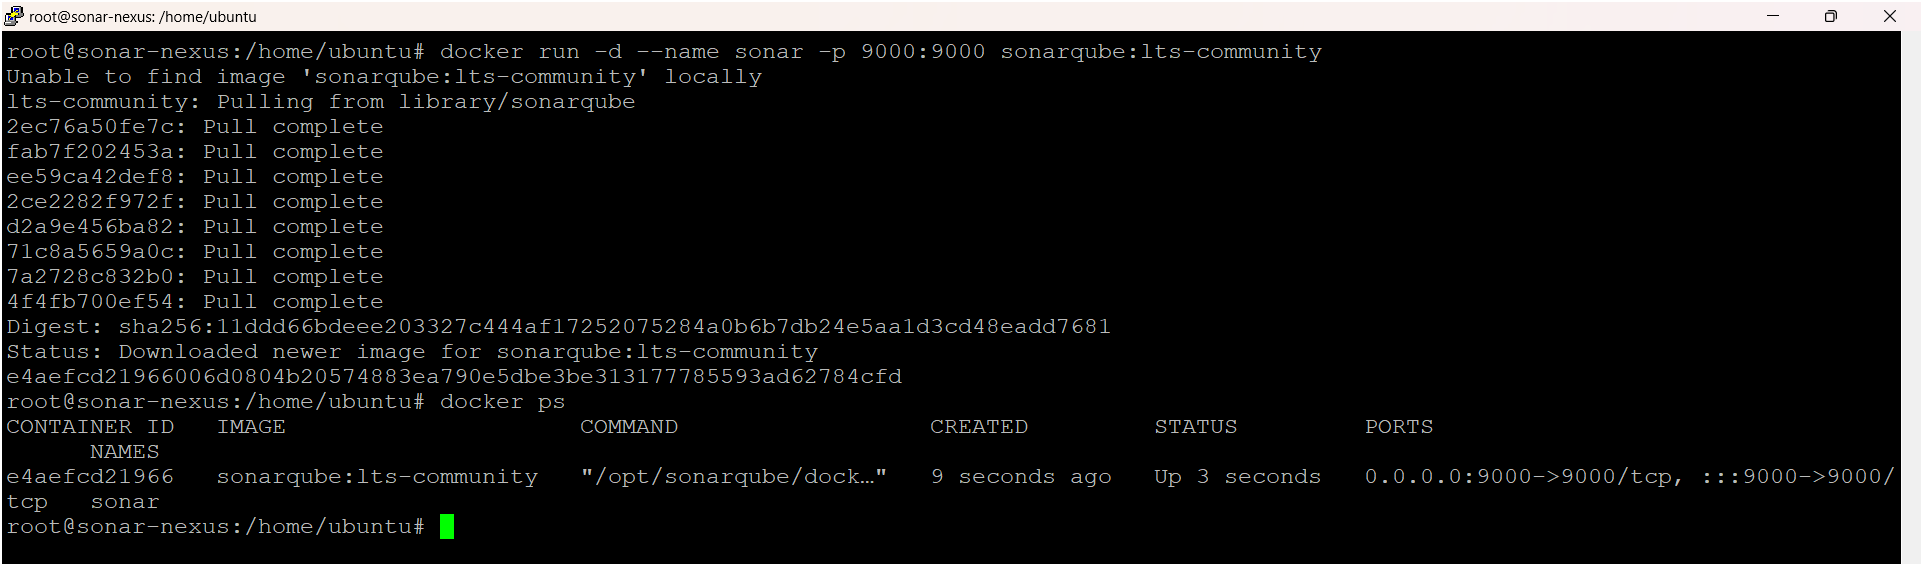 root@sonar-nexus: /home/ubuntu
root@sonar-nexus:/home/ubuntu# docker run -d --name sonar -p 9000:9000 sonarqube:lts-community
Unable to find image 'sonarqube:lts-community' locally
lts-community: Pulling from library/sonarqube
2ec76a50fe7c: Pull complete
fab7f202453a: Pull complete
ee59ca42def8: Pull complete
2ce2282f972f: Pull complete
d2a9e456ba82: Pull complete
71c8a5659a0c: Pull complete
7a2728c832b0: Pull complete
4f4fb700ef54: Pull complete
Digest: sha256:11ddd66bdeee203327c444af17252075284a0b6b7db24e5aa1d3cd48eadd7681
Status: Downloaded newer image for sonarqube:lts-community
e4aefcd21966006d0804b20574883ea790e5dbe3be313177785593ad62784cfd
root@sonar-nexus:/home/ubuntu# docker ps
CONTAINER ID   IMAGE                     COMMAND                  CREATED         STATUS         PORTS
      NAMES
e4aefcd21966   sonarqube:lts-community   "/opt/sonarqube/dock…"   9 seconds ago   Up 3 seconds   0.0.0.0:9000->9000/tcp, :::9000->9000/
tcp   sonar
root@sonar-nexus:/home/ubuntu#